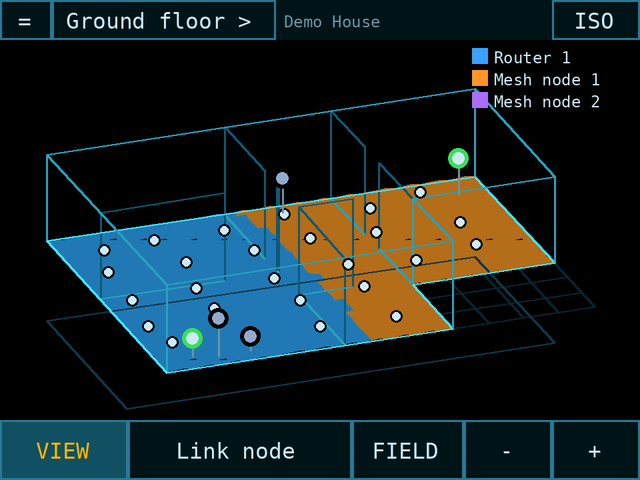 = Ground floor > Demo House ISO
Router 1
Mesh node 1
Mesh node 2
VIEW Link node FIELD - +